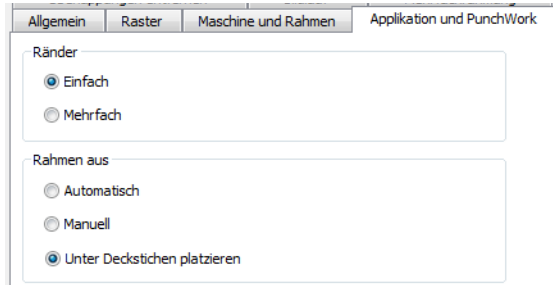 Allgemein Raster Maschine und Rahmen Applikation und PunchWork
Ränder
Einfach
Mehrfach
Rahmen aus
Automatisch
Manuell
Unter Deckstichen platzieren